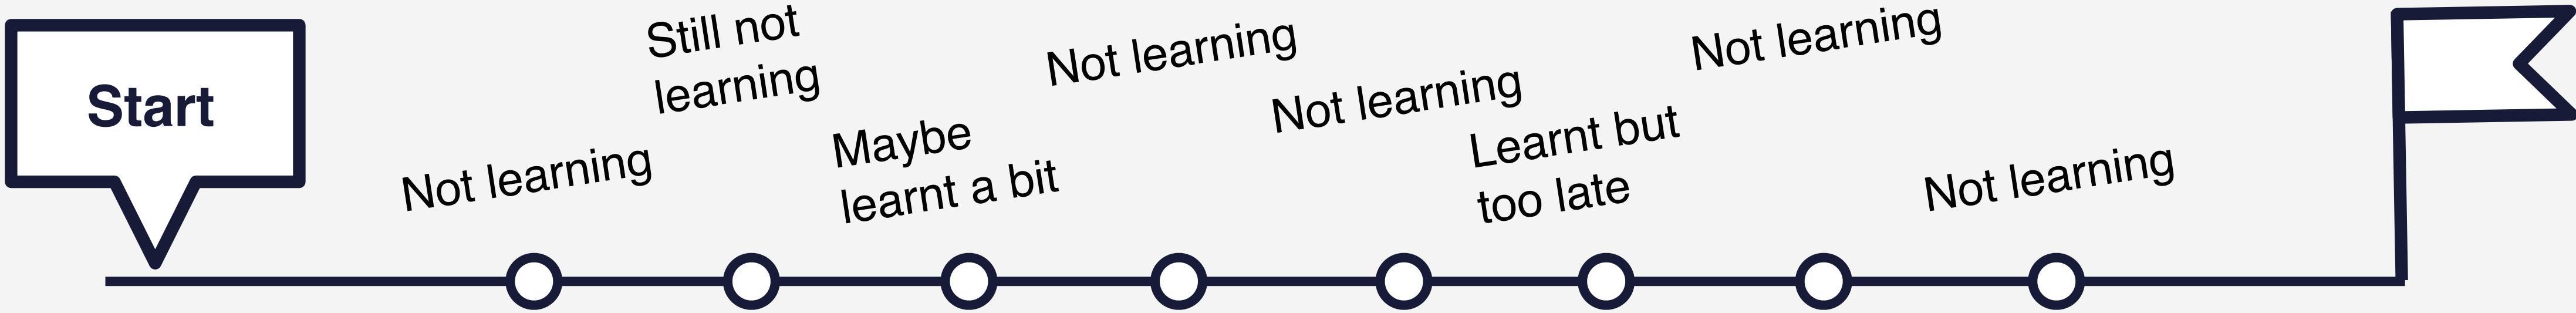 Start
Not learning
Still not
learning
Maybe
learnt a bit
Not learning
Not learning
Learnt but
too late
Not learning
Not learning